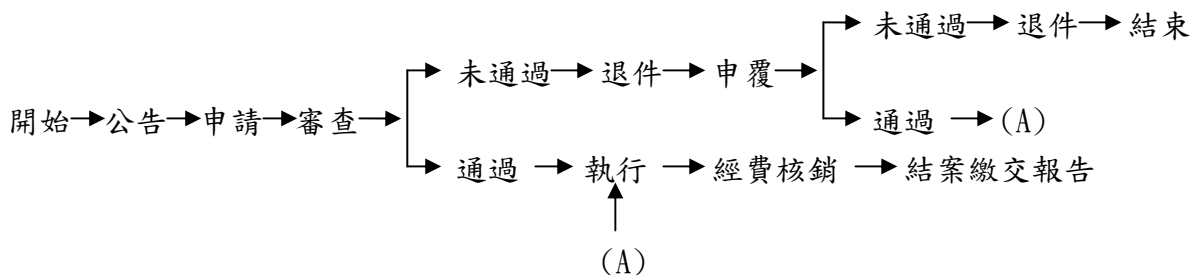 未通過 退件 結束
未通過 退件 申覆
開始 公告 申請 審查
通過 (A)
通過 執行 經費核銷 結案繳交報告
(A)